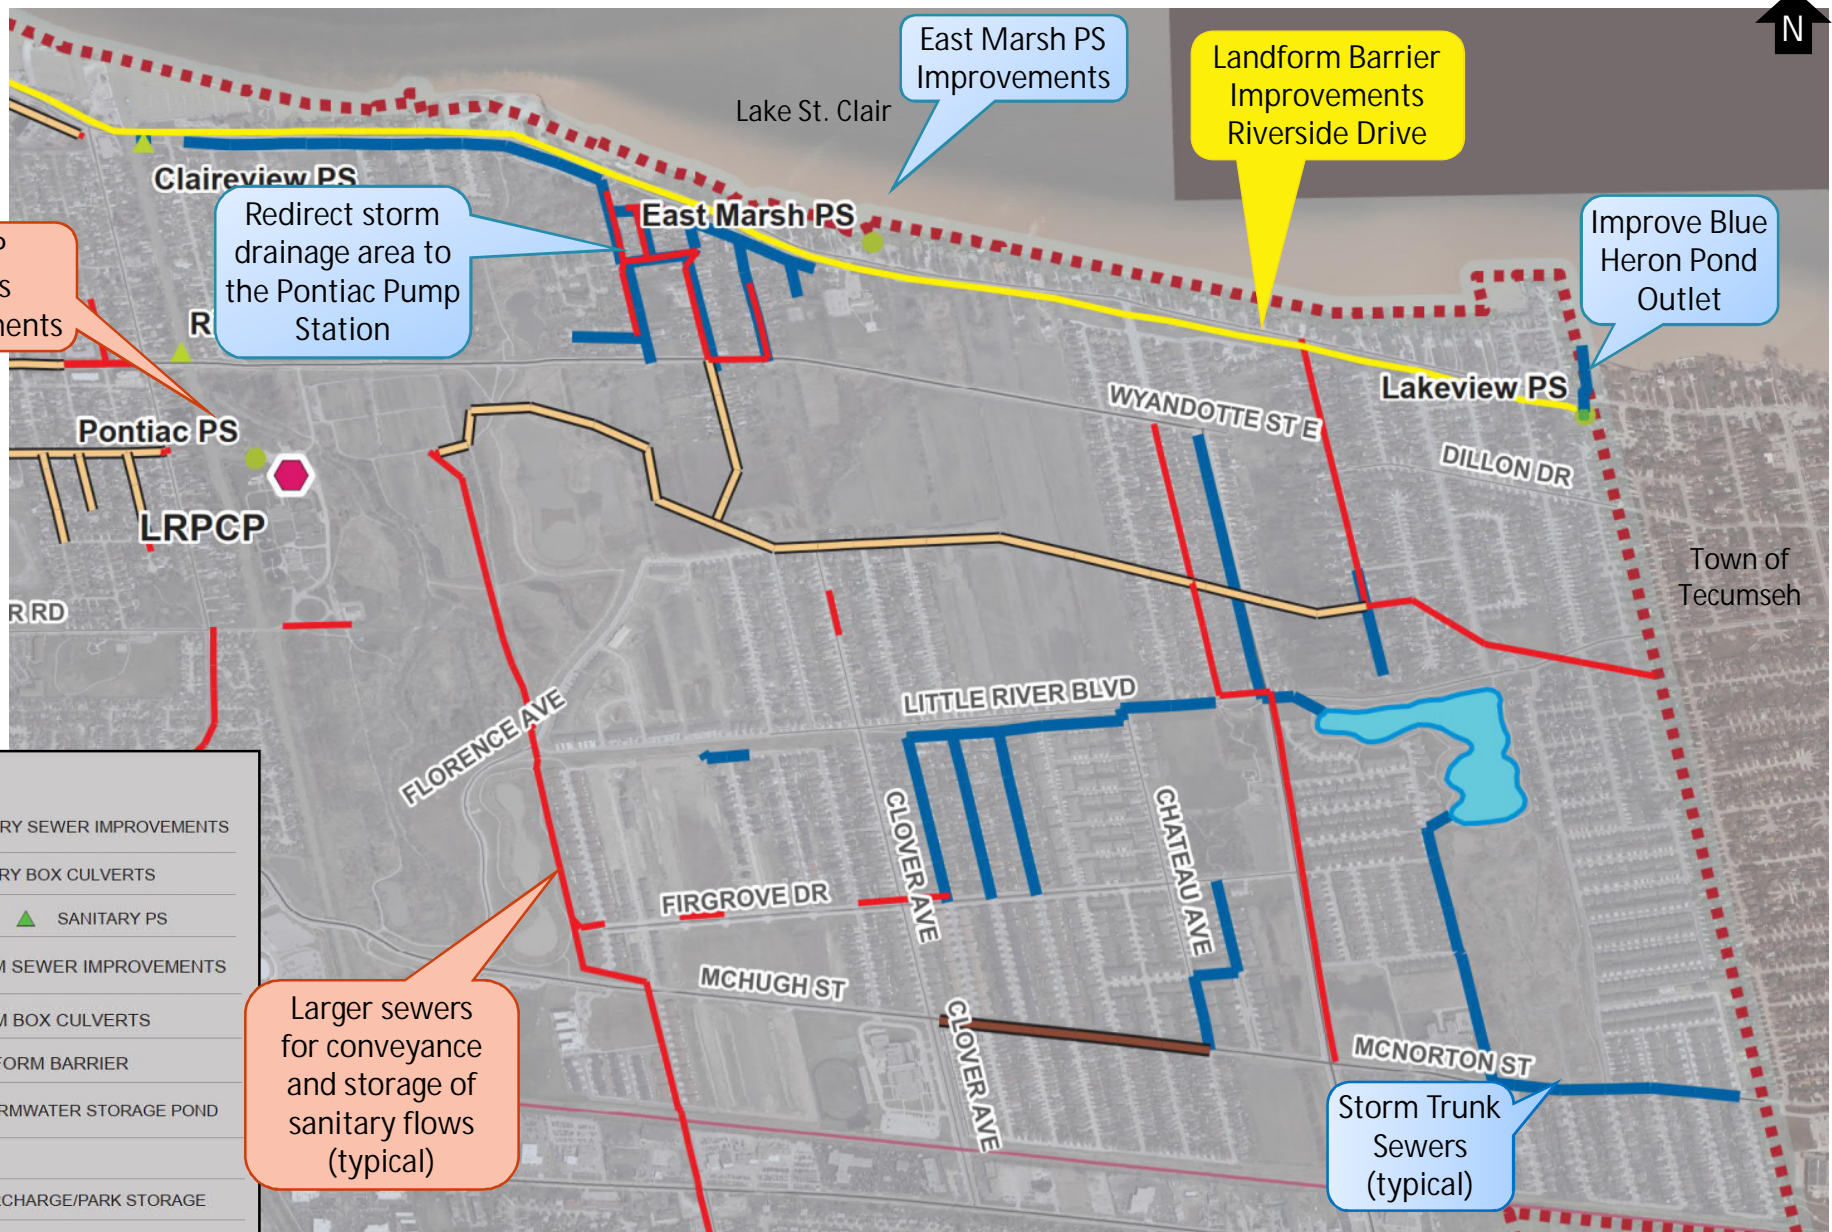 N
East Marsh PS
Improvements
Landform Barrier
Improvements
Riverside Drive
Lake St. Clair
Claireview PS
Redirect storm
drainage area to
the Pontiac Pump
Station
East Marsh PS
Improve Blue
Heron Pond
Outlet
Lakeview PS
WYANDOTTE ST E
DILLON DR
Pontiac PS
LRPCP
Town of
Tecumseh
R RD
LITTLE RIVER BLVD
FLORENCE AVE
CLOVER AVE
CHATEAU AVE
FIRGROVE DR
MCHUGH ST
CLOVER AVE
CLOVER AVE
MCNORTON ST
RY SEWER IMPROVEMENTS
RY BOX CULVERTS
SANITARY PS
M SEWER IMPROVEMENTS
M BOX CULVERTS
FORM BARRIER
RMWATER STORAGE POND
RCHARGE/PARK STORAGE
Larger sewers
for conveyance
and storage of
sanitary flows
(typical)
Storm Trunk
Sewers
(typical)